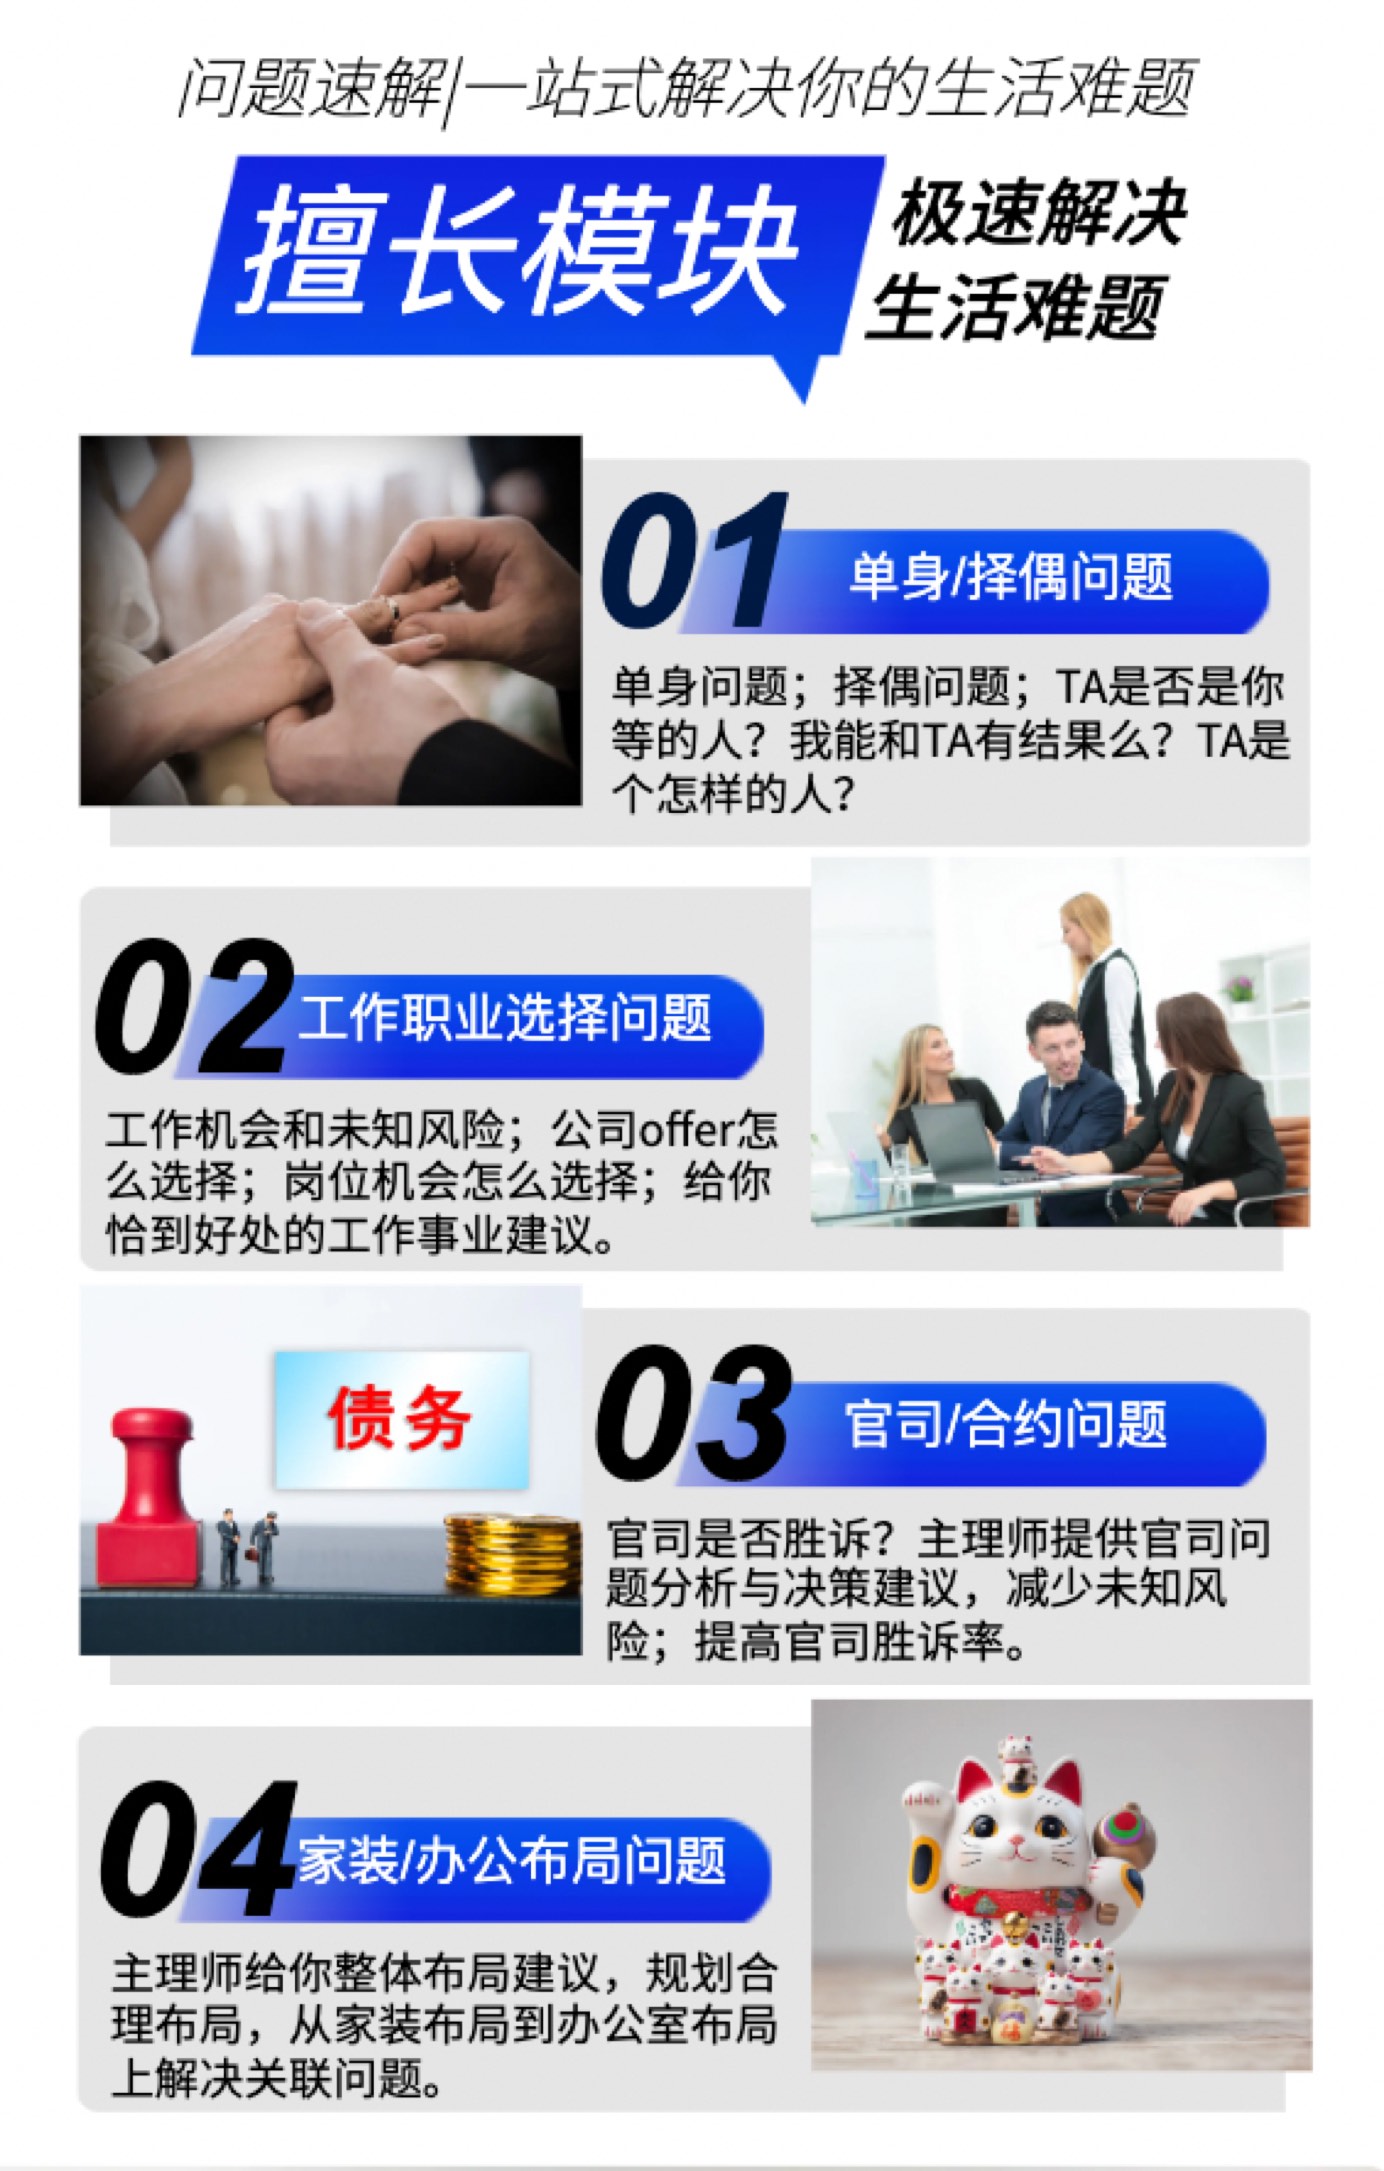 问题速解|一站式解决你的生活难题
擅长模块
极速解决
生活难题
01
单身/择偶问题
单身问题；择偶问题；TA是否是你
等的人？我能和TA有结果么？TA是
个怎样的人？
02
工作职业选择问题
工作机会和未知风险；公司offer怎
么选择；岗位机会怎么选择；给你
恰到好处的工作事业建议。
债务
03
官司/合约问题
官司是否胜诉？主理师提供官司问
题分析与决策建议，减少未知风
险；提高官司胜诉率。
04
家装/办公布局问题
主理师给你整体布局建议，规划合
理布局，从家装布局到办公室布局
上解决关联问题。